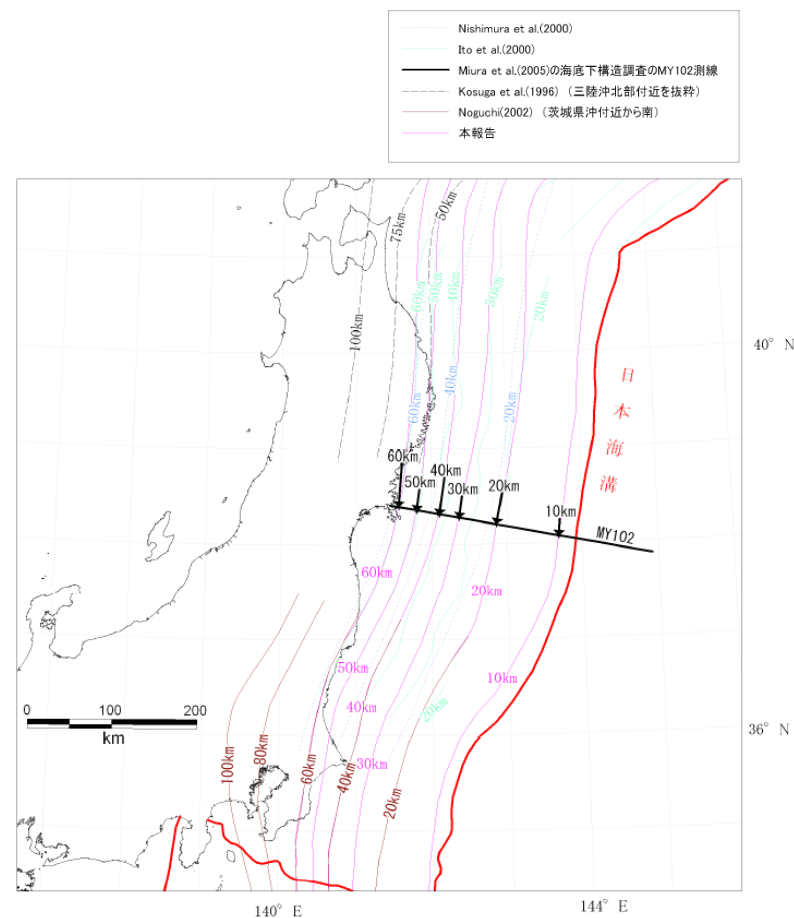 Nishimura et al.(2000)
Ito et al.(2000)
Miura et al.(2005)の海底下構造調査のMY102測線
Kosuga et al.(1996) (三陸沖北部付近を抜粋)
Noguchi(2002) (茨城県沖付近から南)
本報告
50km
75km
100km
60km
50km
40km
30km
20km
40°N
日本海溝
60km
40km
20km
60km
50km
40km
30km
20km
10km
MY102
60km
20km
50km
10km
40km
20km
30km
0 100 200
km
100km
80km
60km
40km
20km
36°N
140°E
144°E